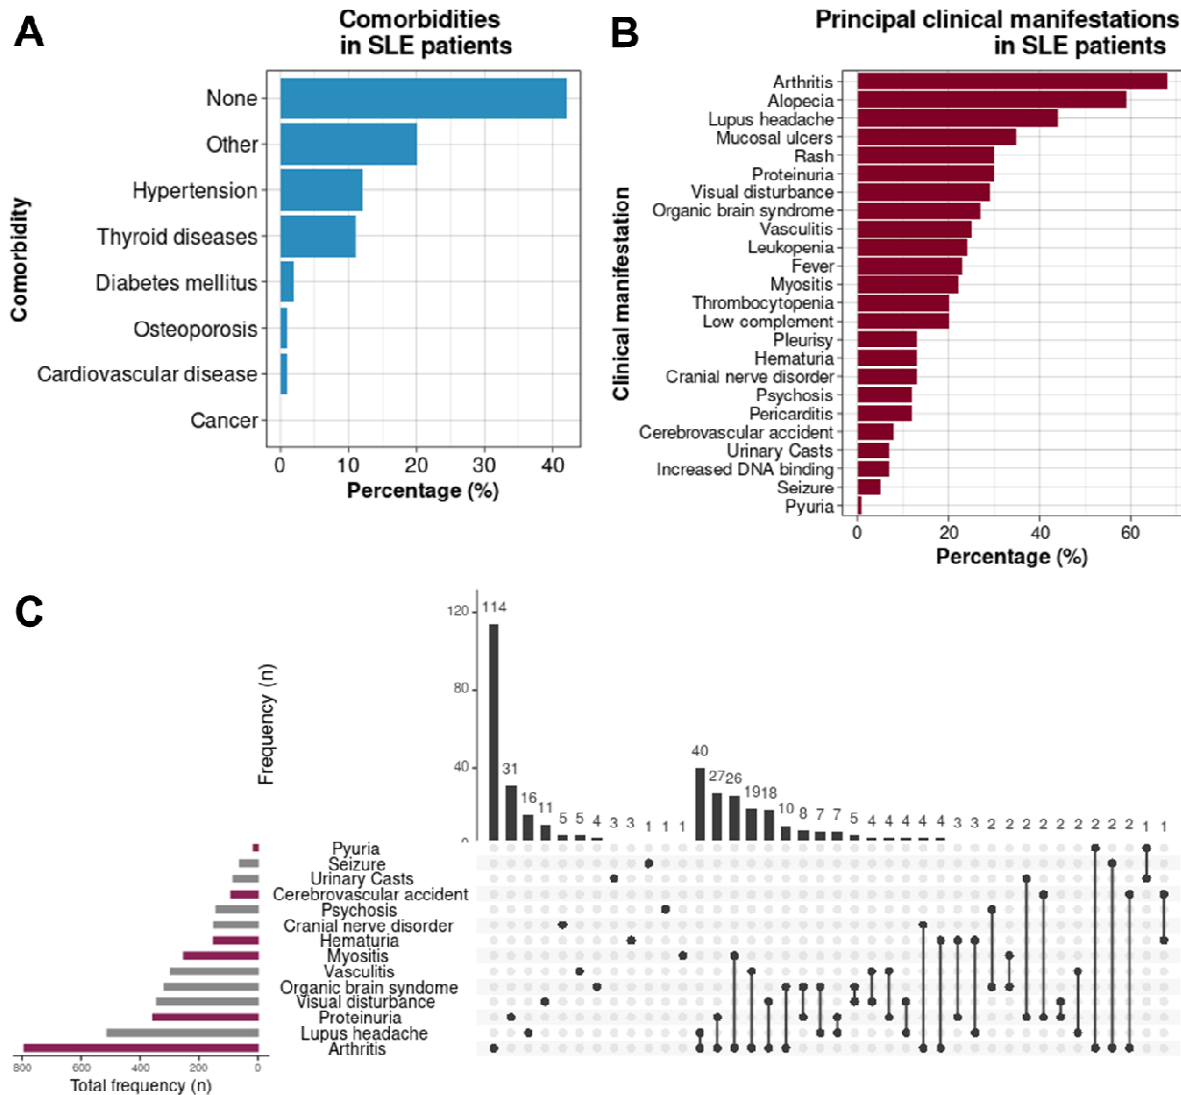 A
Comorbidities
in SLE patients
Comorbidity
None
Other
Hypertension
Thyroid diseases
Diabetes mellitus
Osteoporosis
Cardiovascular disease
Cancer
0 10 20 30 40
Percentage (%)
B
Principal clinical manifestations
in SLE patients
Clinical manifestation
Arthritis
Alopecia
Lupus headache
Mucosal ulcers
Rash
Proteinuria
Visual disturbance
Organic brain syndrome
Vasculitis
Leukopenia
Fever
Myositis
Thrombocytopenia
Low complement
Pleurisy
Hematuria
Cranial nerve disorder
Psychosis
Pericarditis
Cerebrovascular accident
Urinary Casts
Increased DNA binding
Seizure
Pyuria
0 20 40 60
Percentage (%)
C
Frequency (n)
120
80
40
0
114 31 16 11 5 5 4 3 3 1 1 1 40 27 26 19 18 10 8 7 7 5 4 4 4 4 4 3 3 2 2 2 2 2 2 2 2 2 1 1
Pyuria
Seizure
Urinary Casts
Cerebrovascular accident
Psychosis
Cranial nerve disorder
Hematuria
Myositis
Vasculitis
Organic brain syndome
Visual disturbance
Proteinuria
Lupus headache
Arthritis
800 600 400 200 0
Total frequency (n)